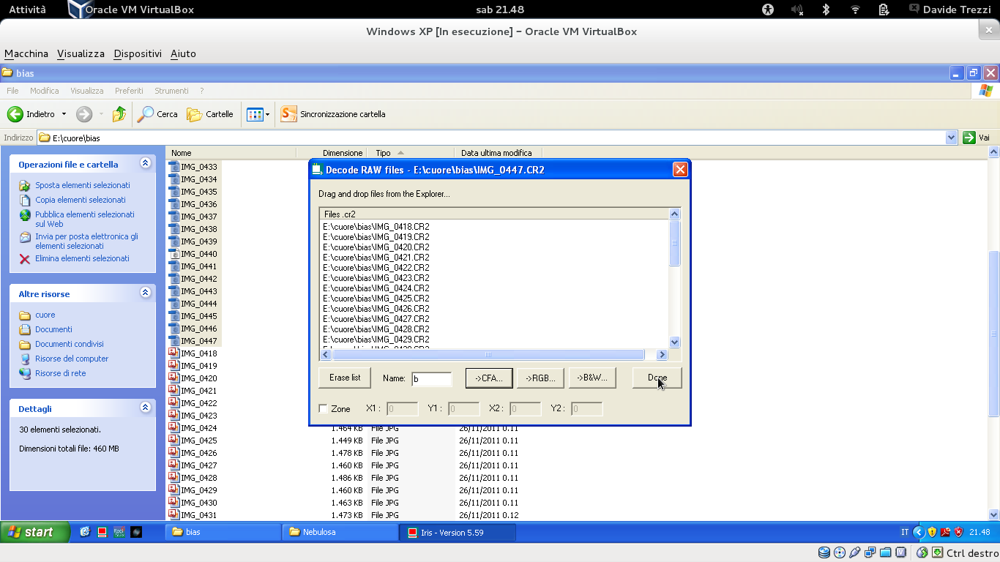 Attività Oracle VM VirtualBox sab 21.48 Davide Trezzi
Windows XP [In esecuzione] – Oracle VM VirtualBox
Macchina Visualizza Dispositivi Aiuto
bias
File Modifica Visualizza Preferiti Strumenti ?
Indietro Cerca Cartelle Sincronizzazione cartella
Indirizzo E:\cuore\bias Vai
Operazioni file e cartella
Sposta elementi selezionati
Copia elementi selezionati
Pubblica elementi selezionati
sul Web
Invia per posta elettronica gli
elementi selezionati
Elimina elementi selezionati
Altre risorse
cuore
Documenti
Documenti condivisi
Risorse del computer
Risorse di rete
Dettagli
30 elementi selezionati.
Dimensioni totali file: 460 MB
Nome Dimensione Tipo Data ultima modifica
IMG_0433
IMG_0434
IMG_0435
IMG_0436
IMG_0437
IMG_0438
IMG_0439
IMG_0440
IMG_0441
IMG_0442
IMG_0443
IMG_0444
IMG_0445
IMG_0446
IMG_0447
IMG_0418
IMG_0419
IMG_0420
IMG_0421
IMG_0422
IMG_0423
IMG_0424 1.464 KB File JPG 26/11/2011 0.11
IMG_0425 1.449 KB File JPG 26/11/2011 0.11
IMG_0426 1.478 KB File JPG 26/11/2011 0.11
IMG_0427 1.460 KB File JPG 26/11/2011 0.11
IMG_0428 1.486 KB File JPG 26/11/2011 0.11
IMG_0429 1.460 KB File JPG 26/11/2011 0.11
IMG_0430 1.463 KB File JPG 26/11/2011 0.11
IMG_0431 1.473 KB File JPG 26/11/2011 0.12
Decode RAW files - E:\cuore\bias\IMG_0447.CR2
Drag and drop files from the Explorer...
Files .cr2
E:\cuore\bias\IMG_0418.CR2
E:\cuore\bias\IMG_0419.CR2
E:\cuore\bias\IMG_0420.CR2
E:\cuore\bias\IMG_0421.CR2
E:\cuore\bias\IMG_0422.CR2
E:\cuore\bias\IMG_0423.CR2
E:\cuore\bias\IMG_0424.CR2
E:\cuore\bias\IMG_0425.CR2
E:\cuore\bias\IMG_0426.CR2
E:\cuore\bias\IMG_0427.CR2
E:\cuore\bias\IMG_0428.CR2
E:\cuore\bias\IMG_0429.CR2
Erase list Name: b ->CFA... ->RGB... ->B&W... Done
Zone X1 : 0 Y1 : 0 X2 : 0 Y2 : 0
start bias Nebulosa Iris - Version 5.59 IT 21.48
Ctrl destro